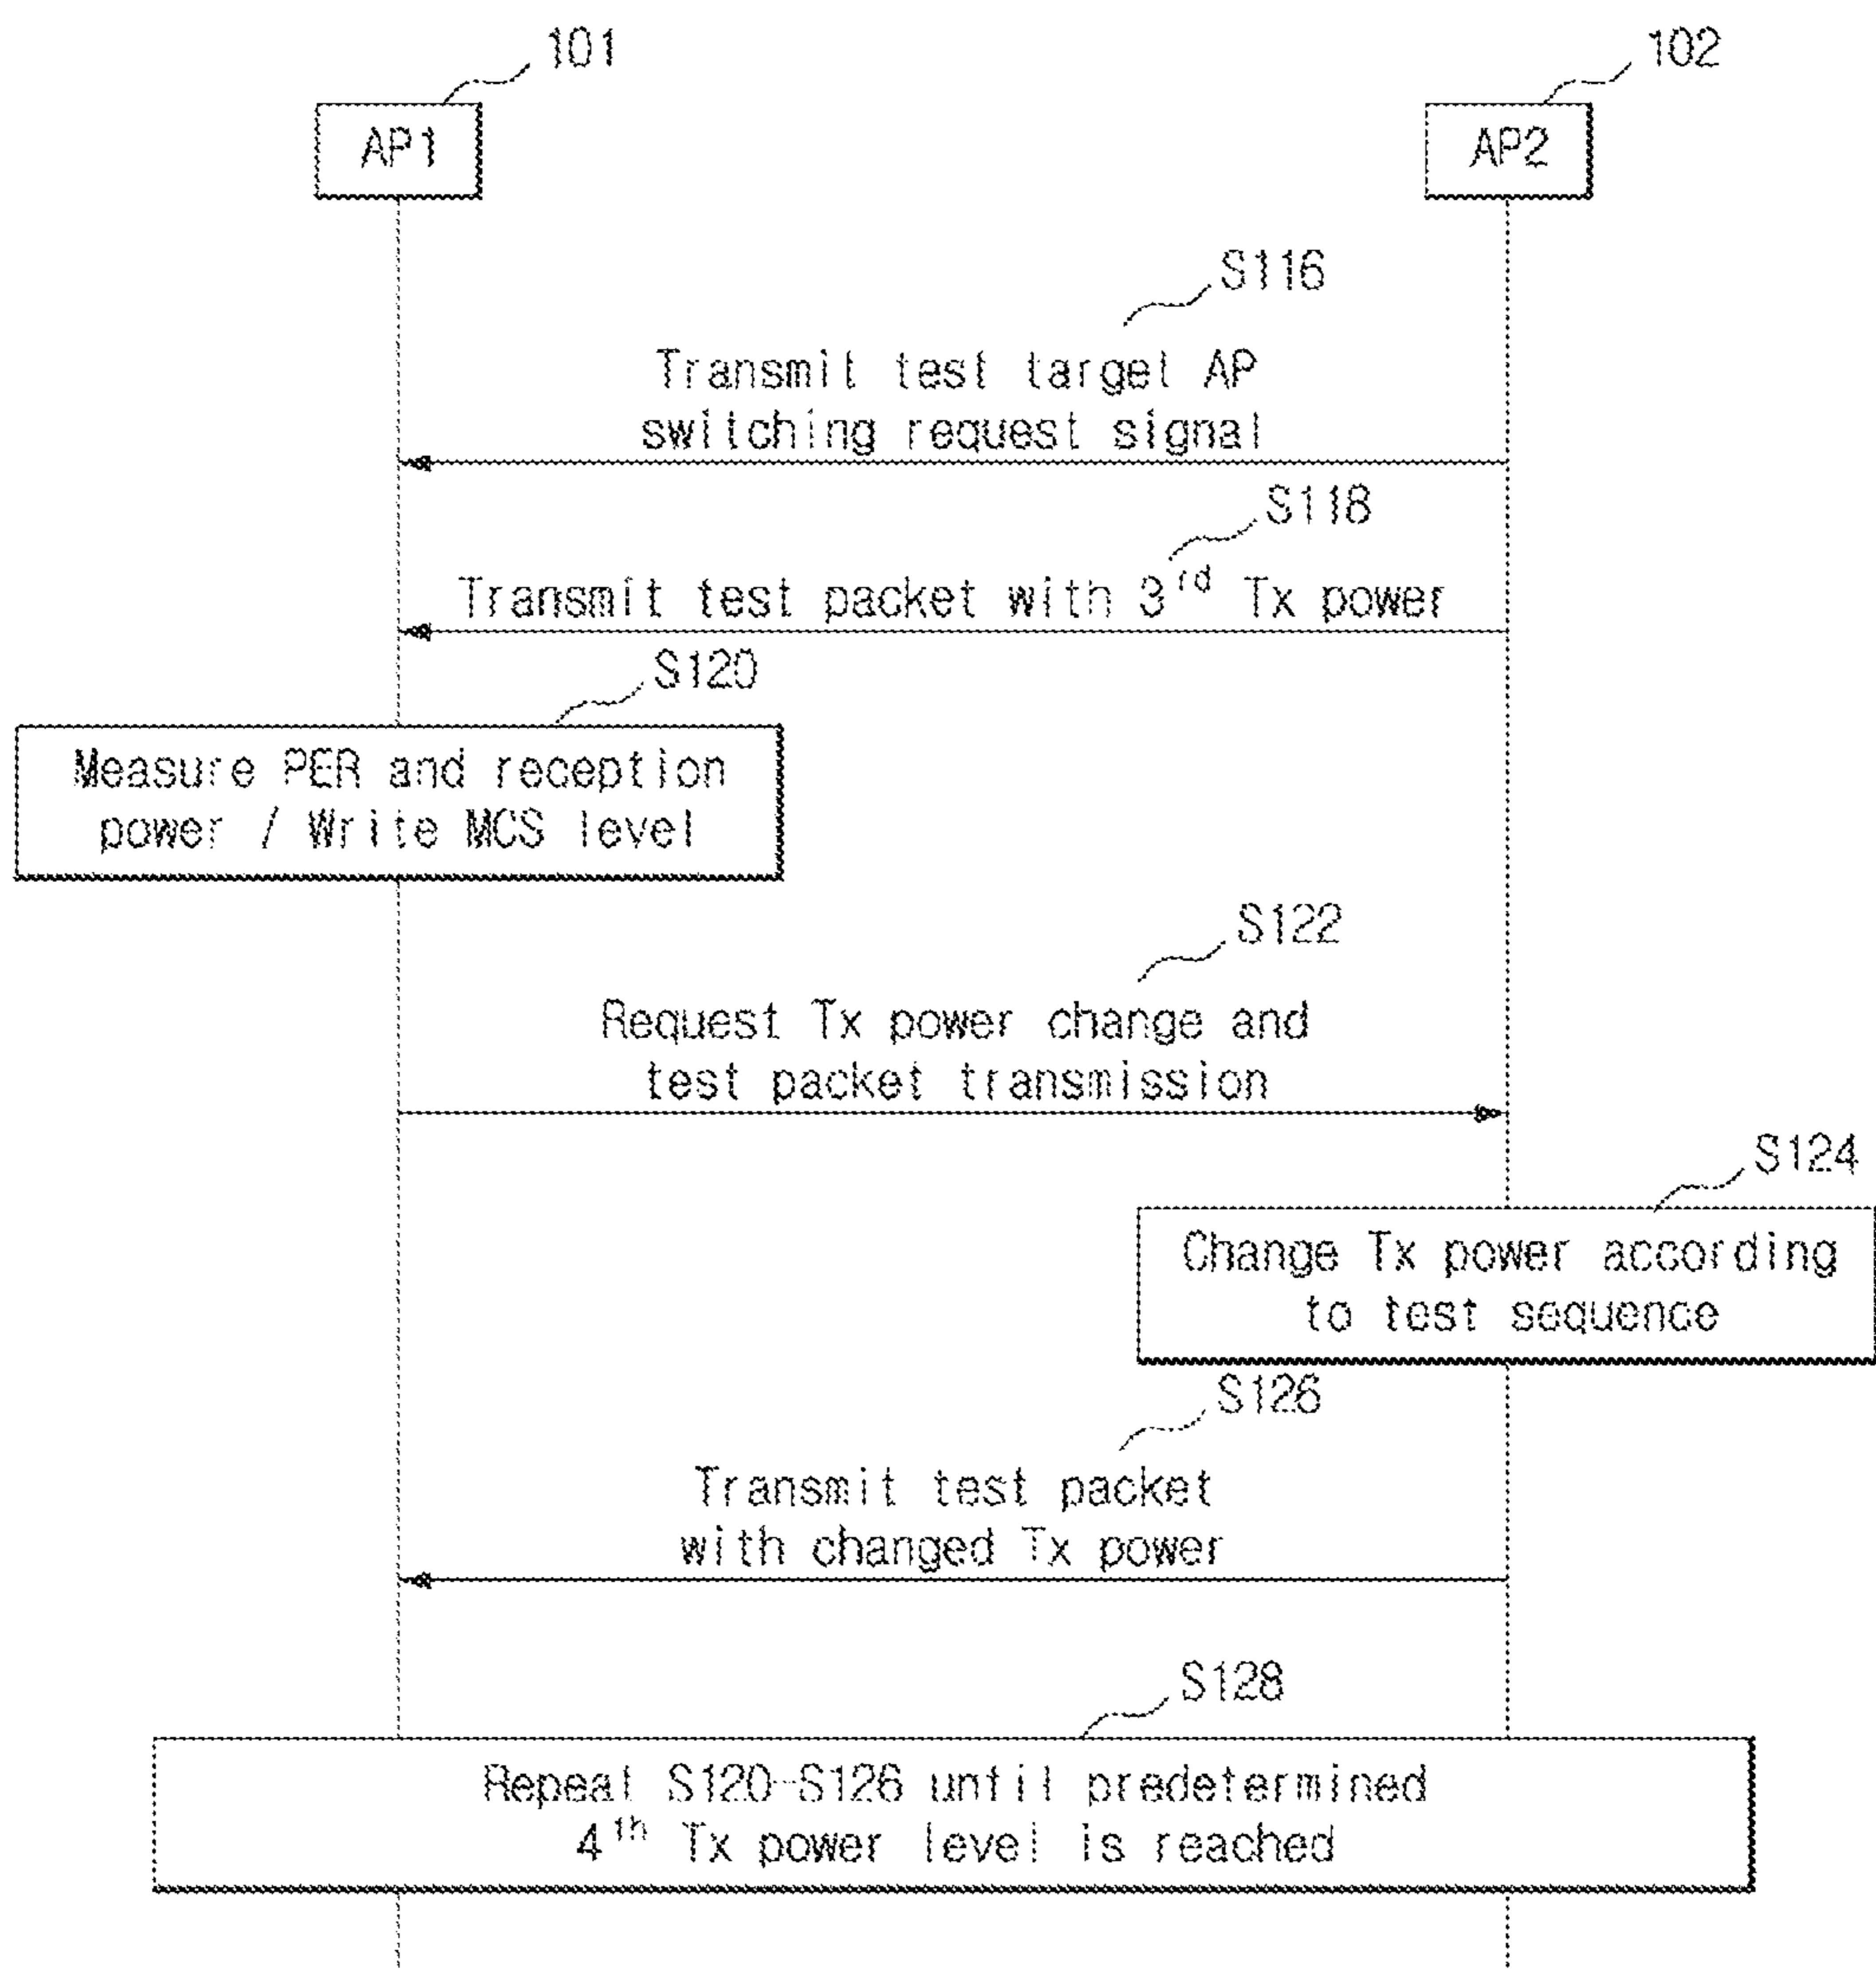 101
102
AP1
AP2
S116
Transmit test target AP
switching request signal
S118
Transmit test packet with 3rd Tx power
S120
Measure PER and reception
power / Write MCS level
S122
Request Tx power change and
test packet transmission
S124
Change Tx power according
to test sequence
S126
Transmit test packet
with changed Tx power
S128
Repeat S120-S126 until predetermined
4th Tx power level is reached